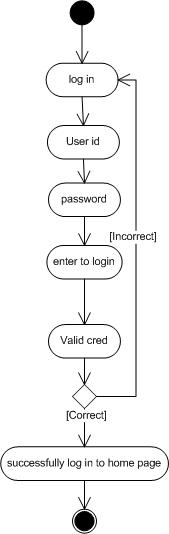 log in
User id
password
[Incorrect]
enter to login
Valid cred
[Correct]
successfully log in to home page